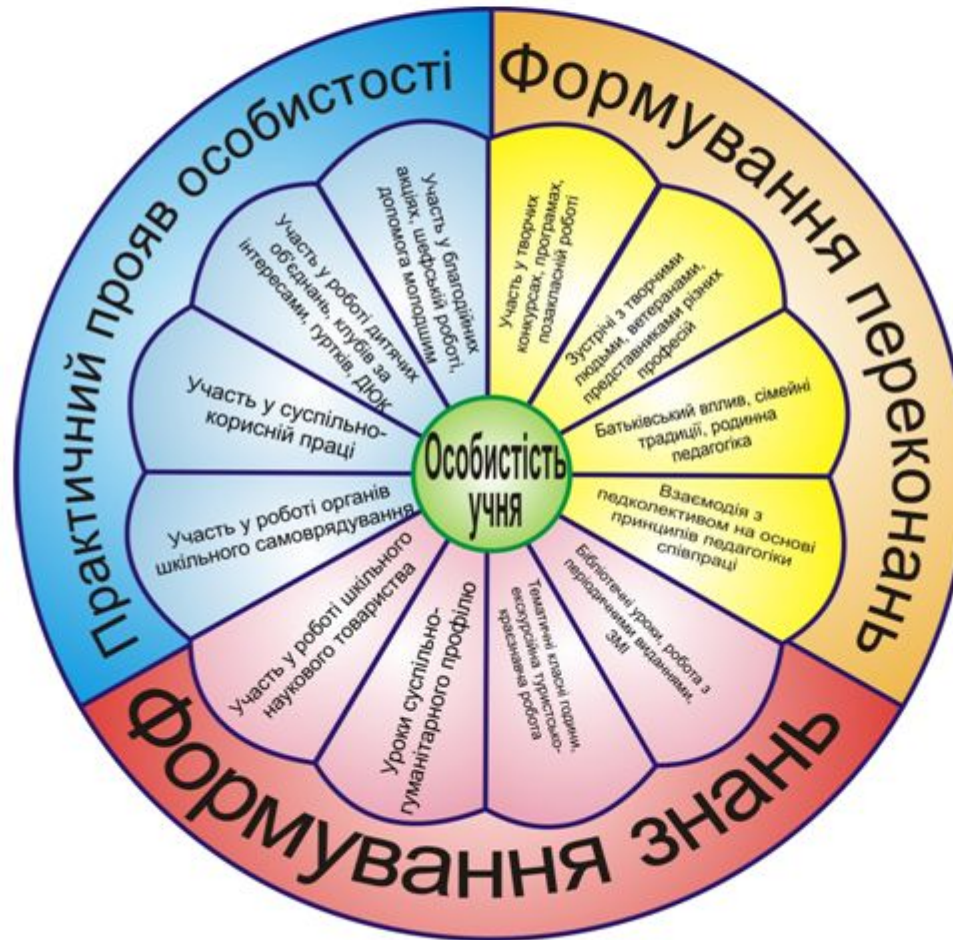 Практичний прояв особистості
Формування переконань
Формування знань
Особистість
учня
Участь у творчих
конкурсах, програмах,
позакласній роботі
Зустрічі з творчими
людьми, ветеранами,
представниками різних
професій
Батьківський вплив, сімейні
традиції, родинна
педагогіка
Взаємодія з
педколективом на основі
принципів педагогіки
співпраці
Бібліотечні уроки, робота з
періодичними виданнями,
ЗМІ
Тематичні класні години,
екскурсійна туристсько-
краєзнавча робота
Уроки суспільно-
гуманітарного профілю
Участь у роботі шкільного
наукового товариства
Участь у роботі органів
шкільного самоврядування
Участь у суспільно-
корисній праці
Участь у роботі дитячих
об'єднань, клубів за
інтересами, гуртків, ДЮК
Участь у благодійних
акціях, шефській роботі,
допомога молодшим